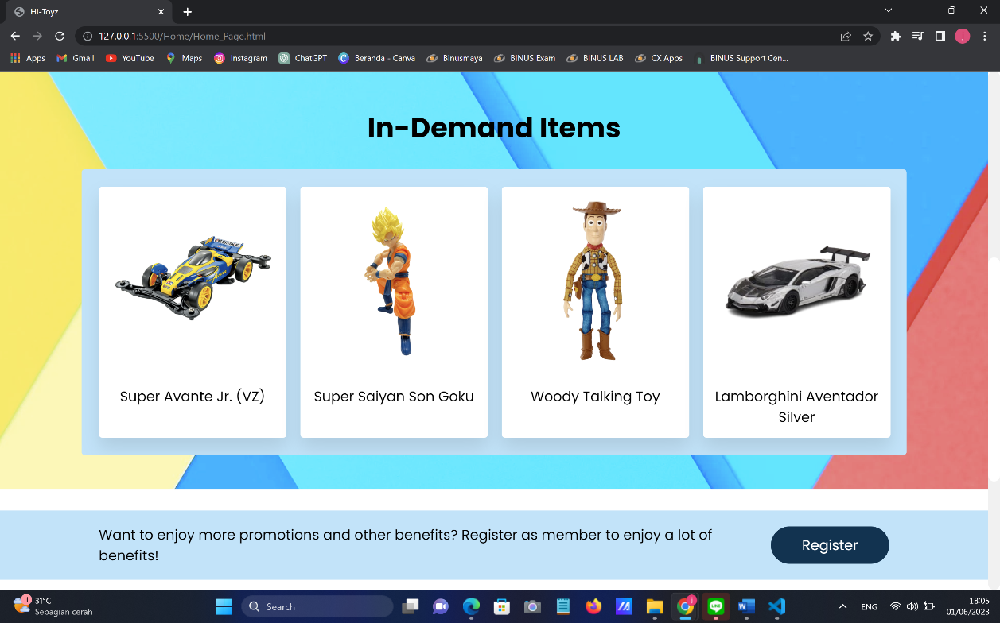 HI-Toyz
127.0.0.1:5500/Home/Home_Page.html
j
Apps
Gmail
YouTube
Maps
Instagram
ChatGPT
Beranda - Canva
Binusmaya
BINUS Exam
BINUS LAB
CX Apps
BINUS Support Cen...
In-Demand Items
Super Avante Jr. (VZ)
Super Saiyan Son Goku
Woody Talking Toy
Lamborghini Aventador
Silver
Want to enjoy more promotions and other benefits? Register as member to enjoy a lot of
benefits!
Register
1
31°C
Sebagian cerah
Search
ENG
18:05
01/06/2023